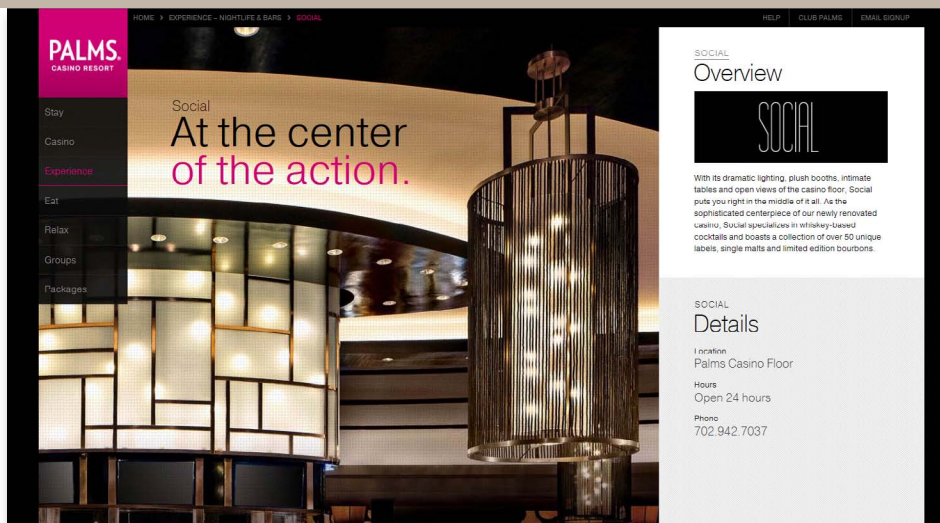 HOME > EXPERIENCE – NIGHTLIFE & BARS > SOCIAL
HELP
CLUB PALMS
EMAIL SIGNUP
PALMS.
CASINO RESORT
Stay
Casino
Experience
Eat
Relax
Groups
Packages
Social
At the center
of the action.
SOCIAL
Overview
SOCIAL
With its dramatic lighting, plush booths, intimate
tables and open views of the casino floor, Social
puts you right in the middle of it all. As the
sophisticated centerpiece of our newly renovated
casino, Social specializes in whiskey-based
cocktails and boasts a collection of over 50 unique
labels, single malts and limited edition bourbons.
SOCIAL
Details
Location
Palms Casino Floor
Hours
Open 24 hours
Phone
702.942.7037